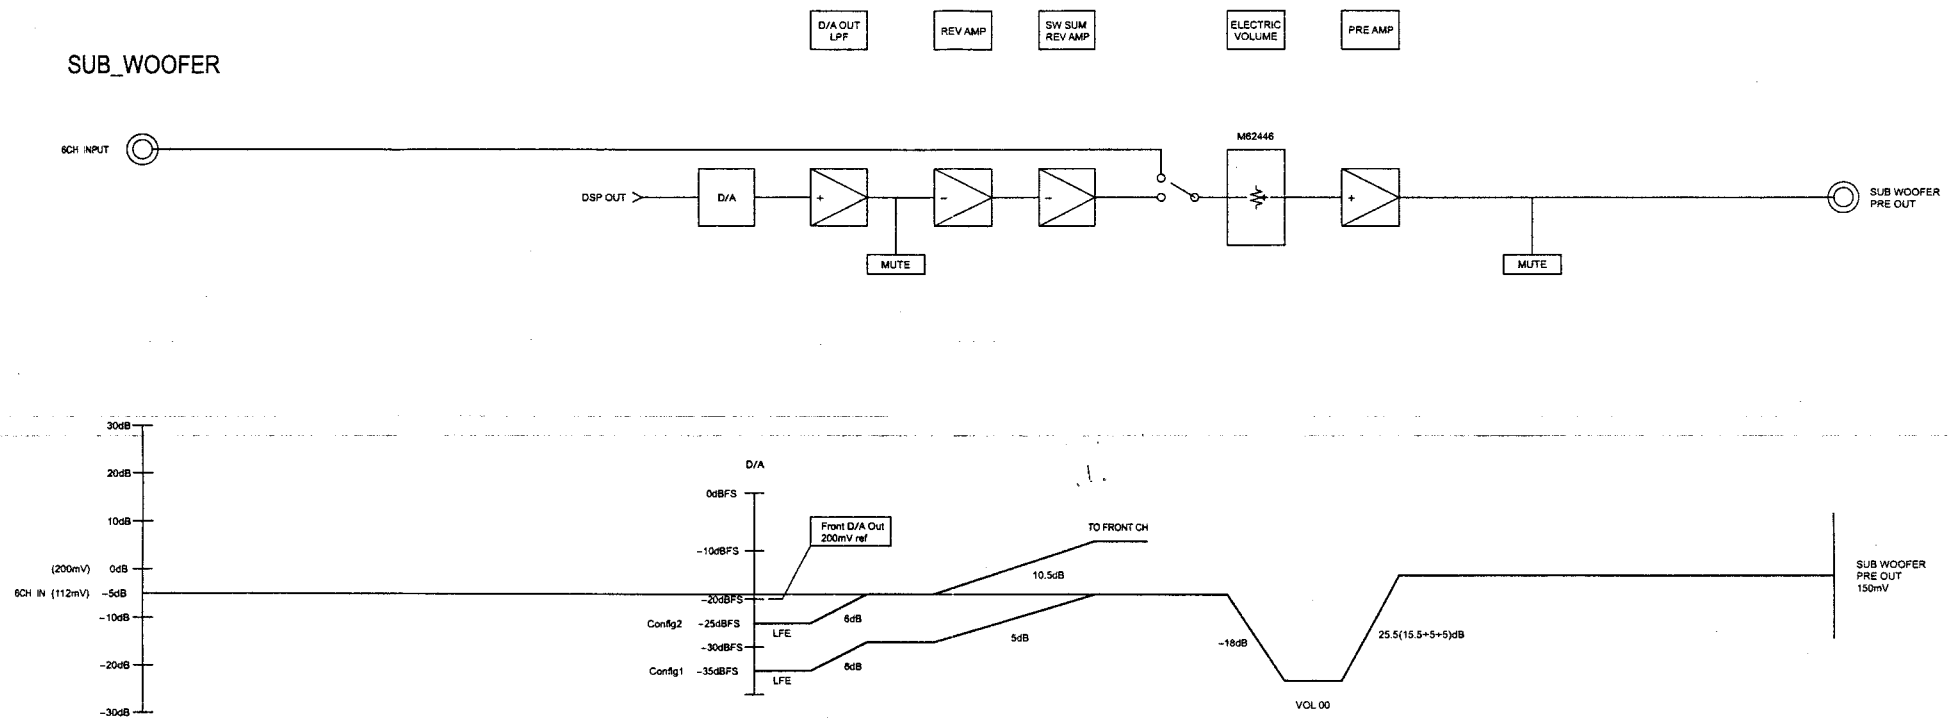 D/A OUT
LPF
REV AMP
SW SUM
REV AMP
ELECTRIC
VOLUME
PRE AMP
SUB_WOOFER
M62446
6CH INPUT
DSP OUT
D/A
+
−
−
+
SUB WOOFER
PRE OUT
MUTE
MUTE
30dB
20dB
10dB
(200mV) 0dB
6CH IN (112mV) −5dB
−10dB
−20dB
−30dB
D/A
0dBFS
−10dBFS
−20dBFS
Config2 −25dBFS
−30dBFS
Config1 −35dBFS
Front D/A Out
200mV ref
LFE
6dB
LFE
6dB
TO FRONT CH
10.5dB
5dB
−18dB
VOL 00
25.5(15.5+5+5)dB
SUB WOOFER
PRE OUT
150mV